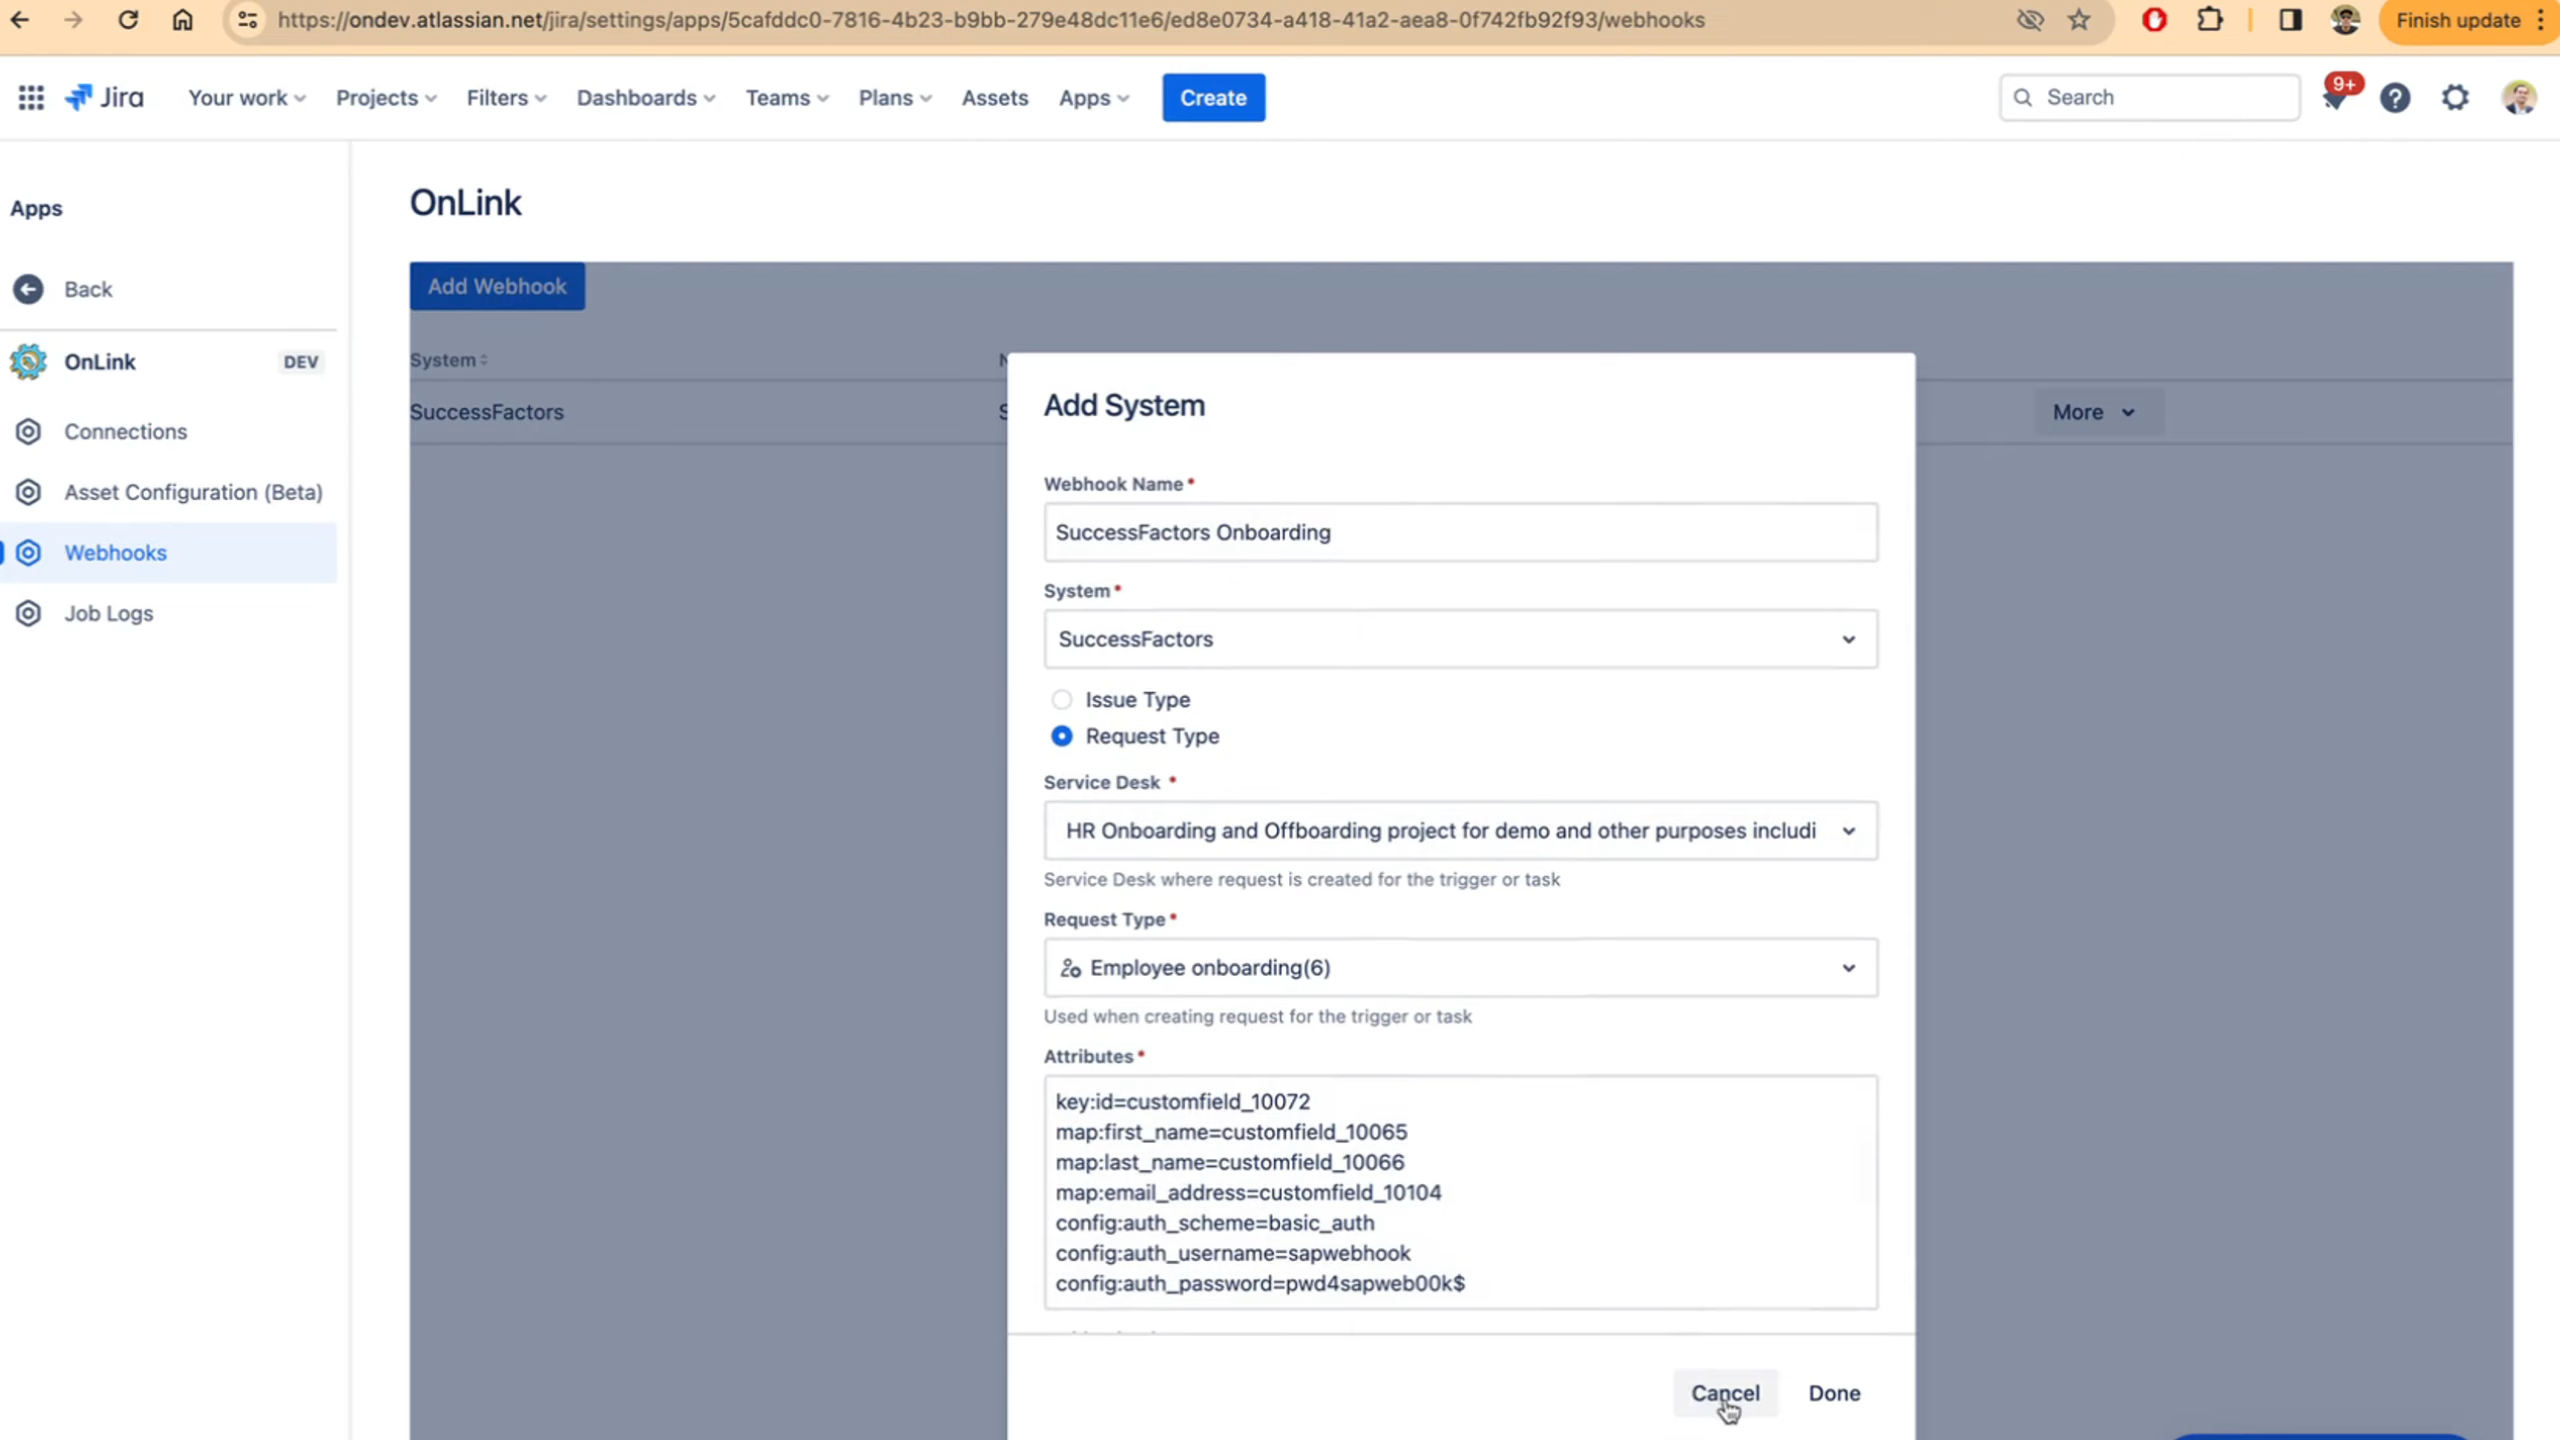 https://ondev.atlassian.net/jira/settings/apps/5cafddc0-7816-4b23-b9bb-279e48dc11e6/ed8e0734-a418-41a2-aea8-0f742fb92f93/webhooks
Finish update
Jira
Your work
Projects
Filters
Dashboards
Teams
Plans
Assets
Apps
Create
Search
9+
Apps
Back
OnLink
DEV
Connections
Asset Configuration (Beta)
Webhooks
Job Logs
OnLink
Add Webhook
System
SuccessFactors
More
Add System
Webhook Name*
SuccessFactors Onboarding
System*
SuccessFactors
Issue Type
Request Type
Service Desk *
HR Onboarding and Offboarding project for demo and other purposes includi
Service Desk where request is created for the trigger or task
Request Type*
Employee onboarding(6)
Used when creating request for the trigger or task
Attributes*
key:id=customfield_10072
map:first_name=customfield_10065
map:last_name=customfield_10066
map:email_address=customfield_10104
config:auth_scheme=basic_auth
config:auth_username=sapwebhook
config:auth_password=pwd4sapweb00k$
Cancel
Done